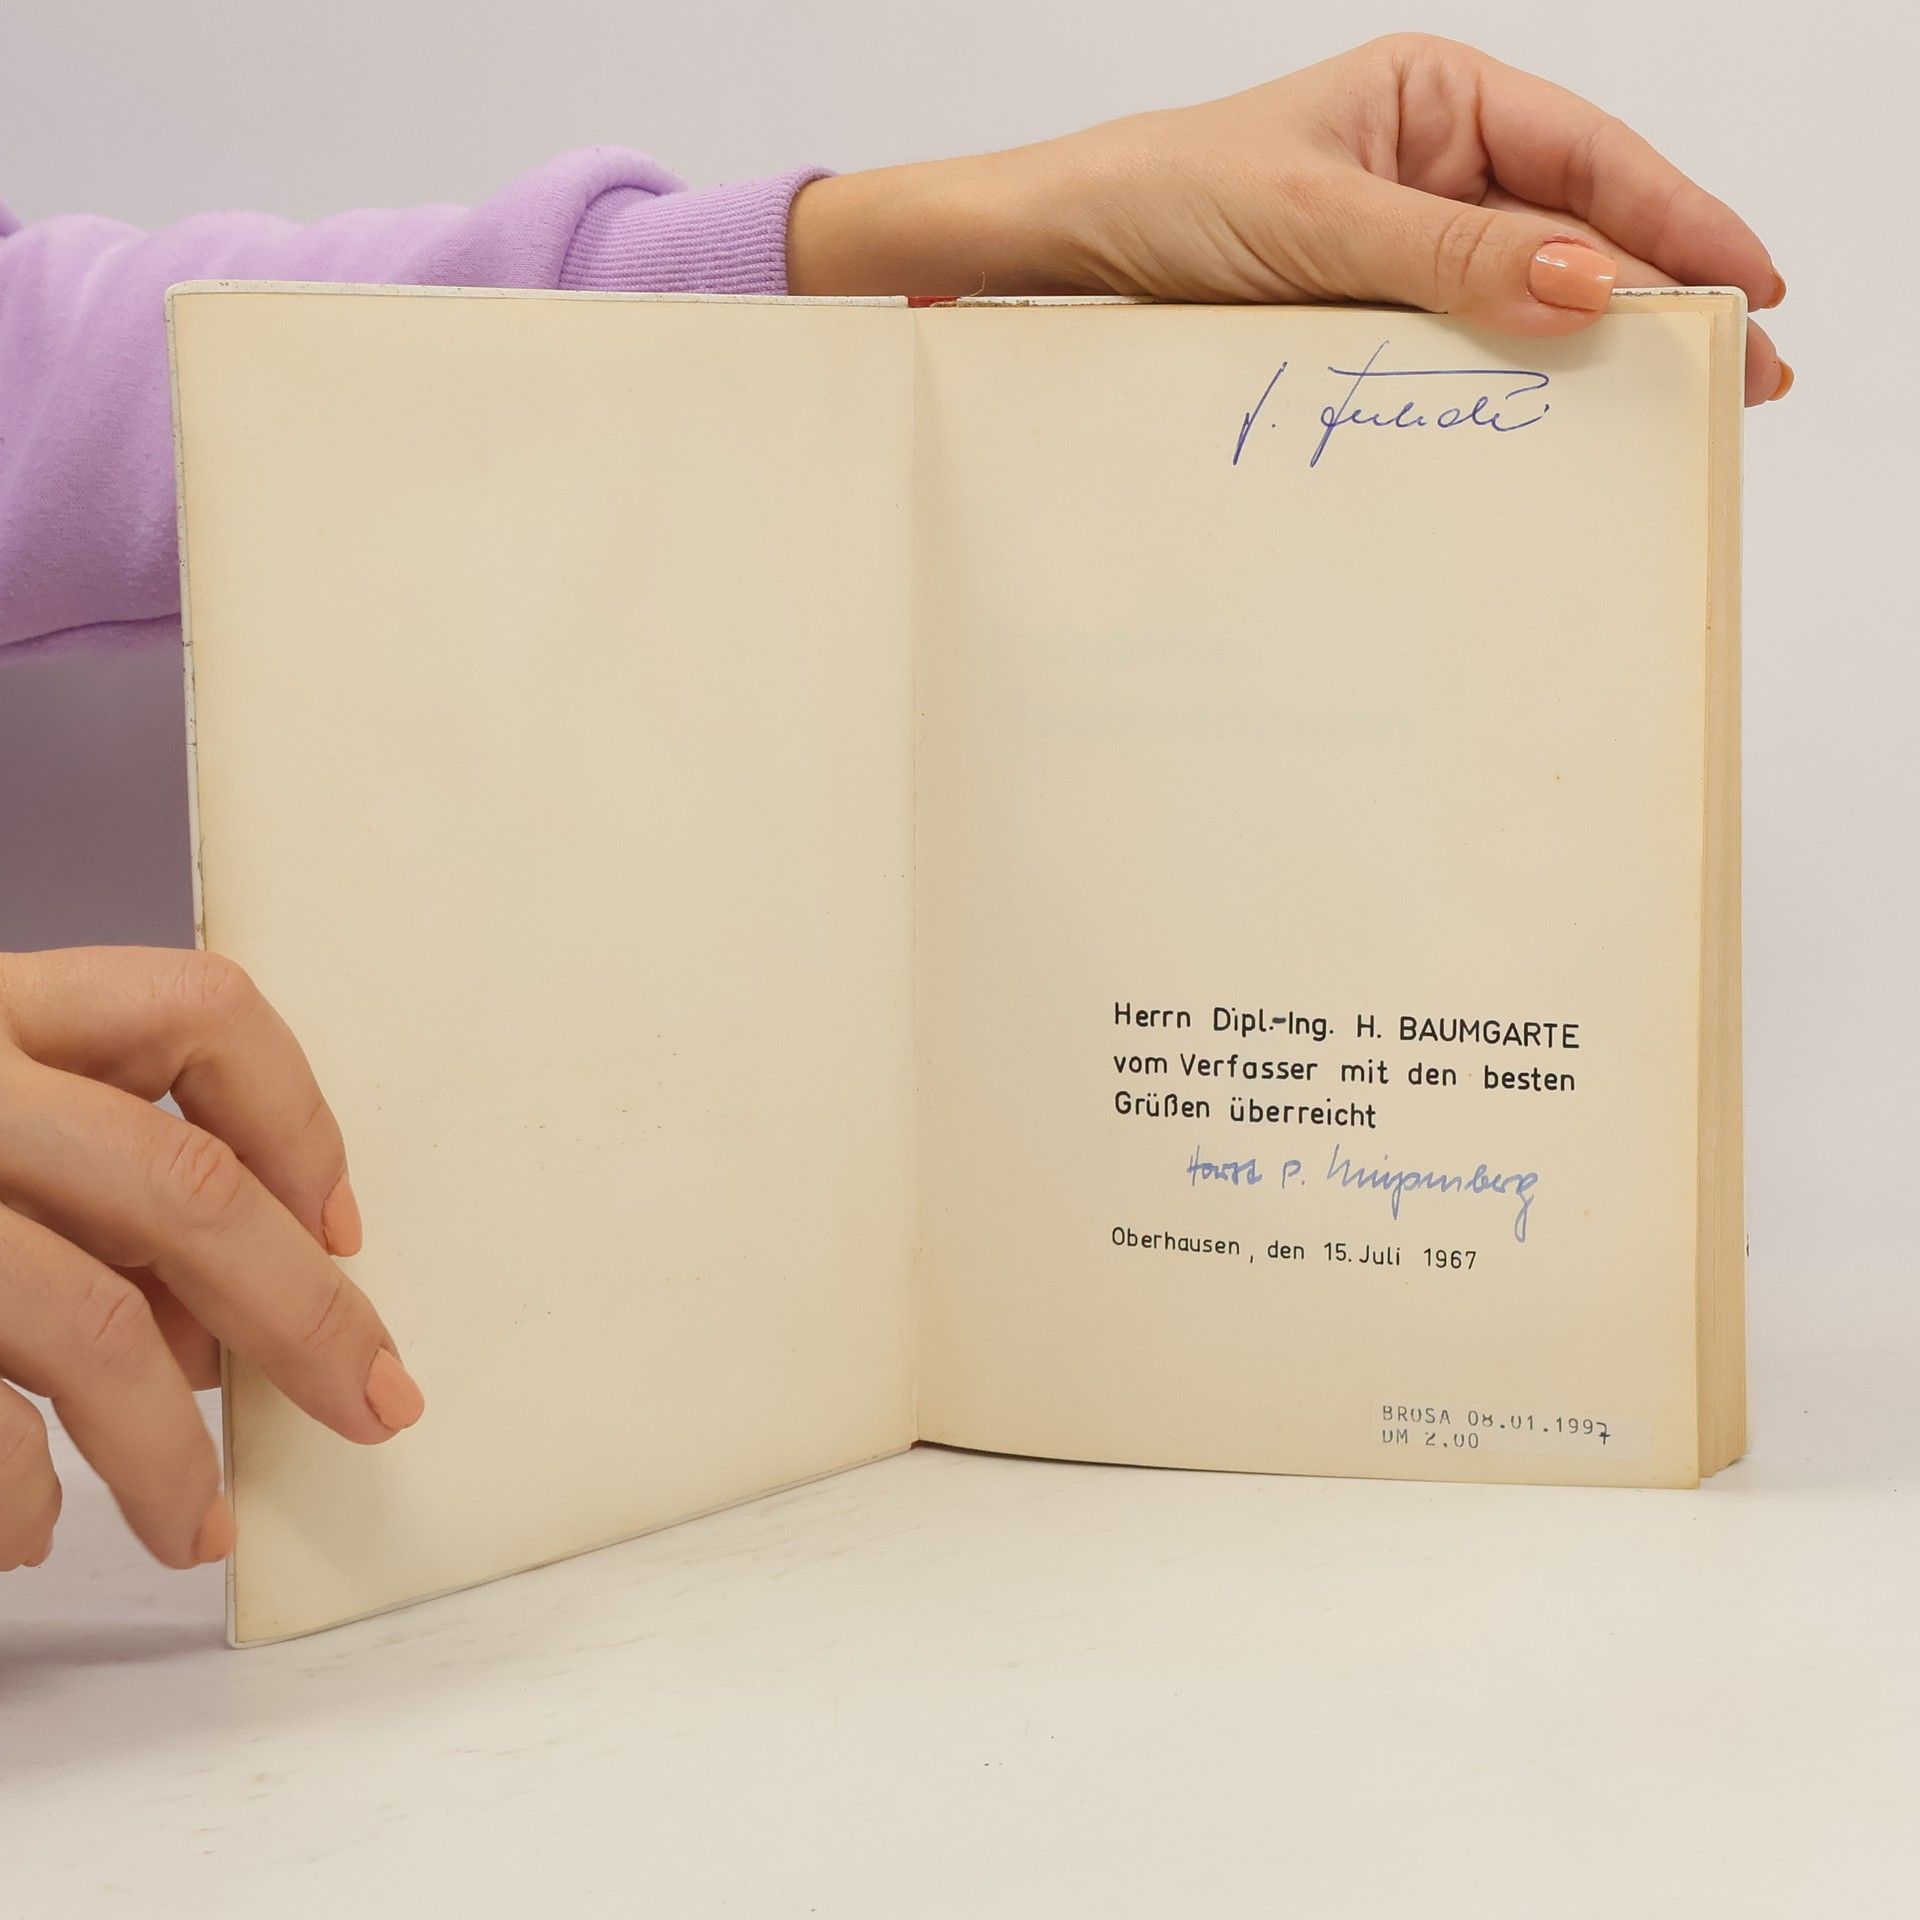 Herrn Dipl.-Ing. H. BAUMGARTE
vom Verfasser mit den besten
Grüßen überreicht
Horst P.
Oberhausen, den 15. Juli 1967
BROSA 08.01.1997
DM 2.00